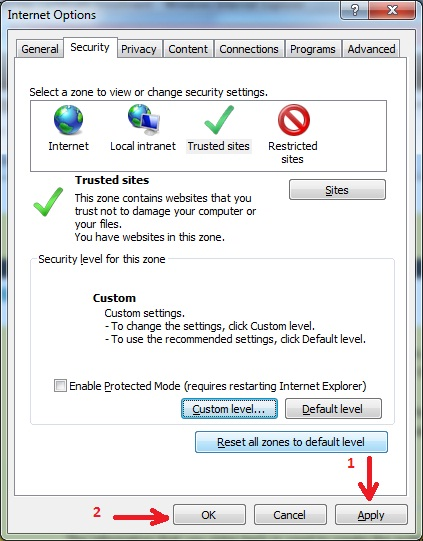 Internet Options
General Security Privacy Content Connections Programs Advanced
Select a zone to view or change security settings.
Internet Local intranet Trusted sites Restricted
sites
Trusted sites
Sites
This zone contains websites that you
trust not to damage your computer or
your files.
You have websites in this zone.
Security level for this zone
Custom
Custom settings.
- To change the settings, click Custom level.
- To use the recommended settings, click Default level.
Enable Protected Mode (requires restarting Internet Explorer)
Custom level... Default level
Reset all zones to default level
1
2 OK Cancel Apply